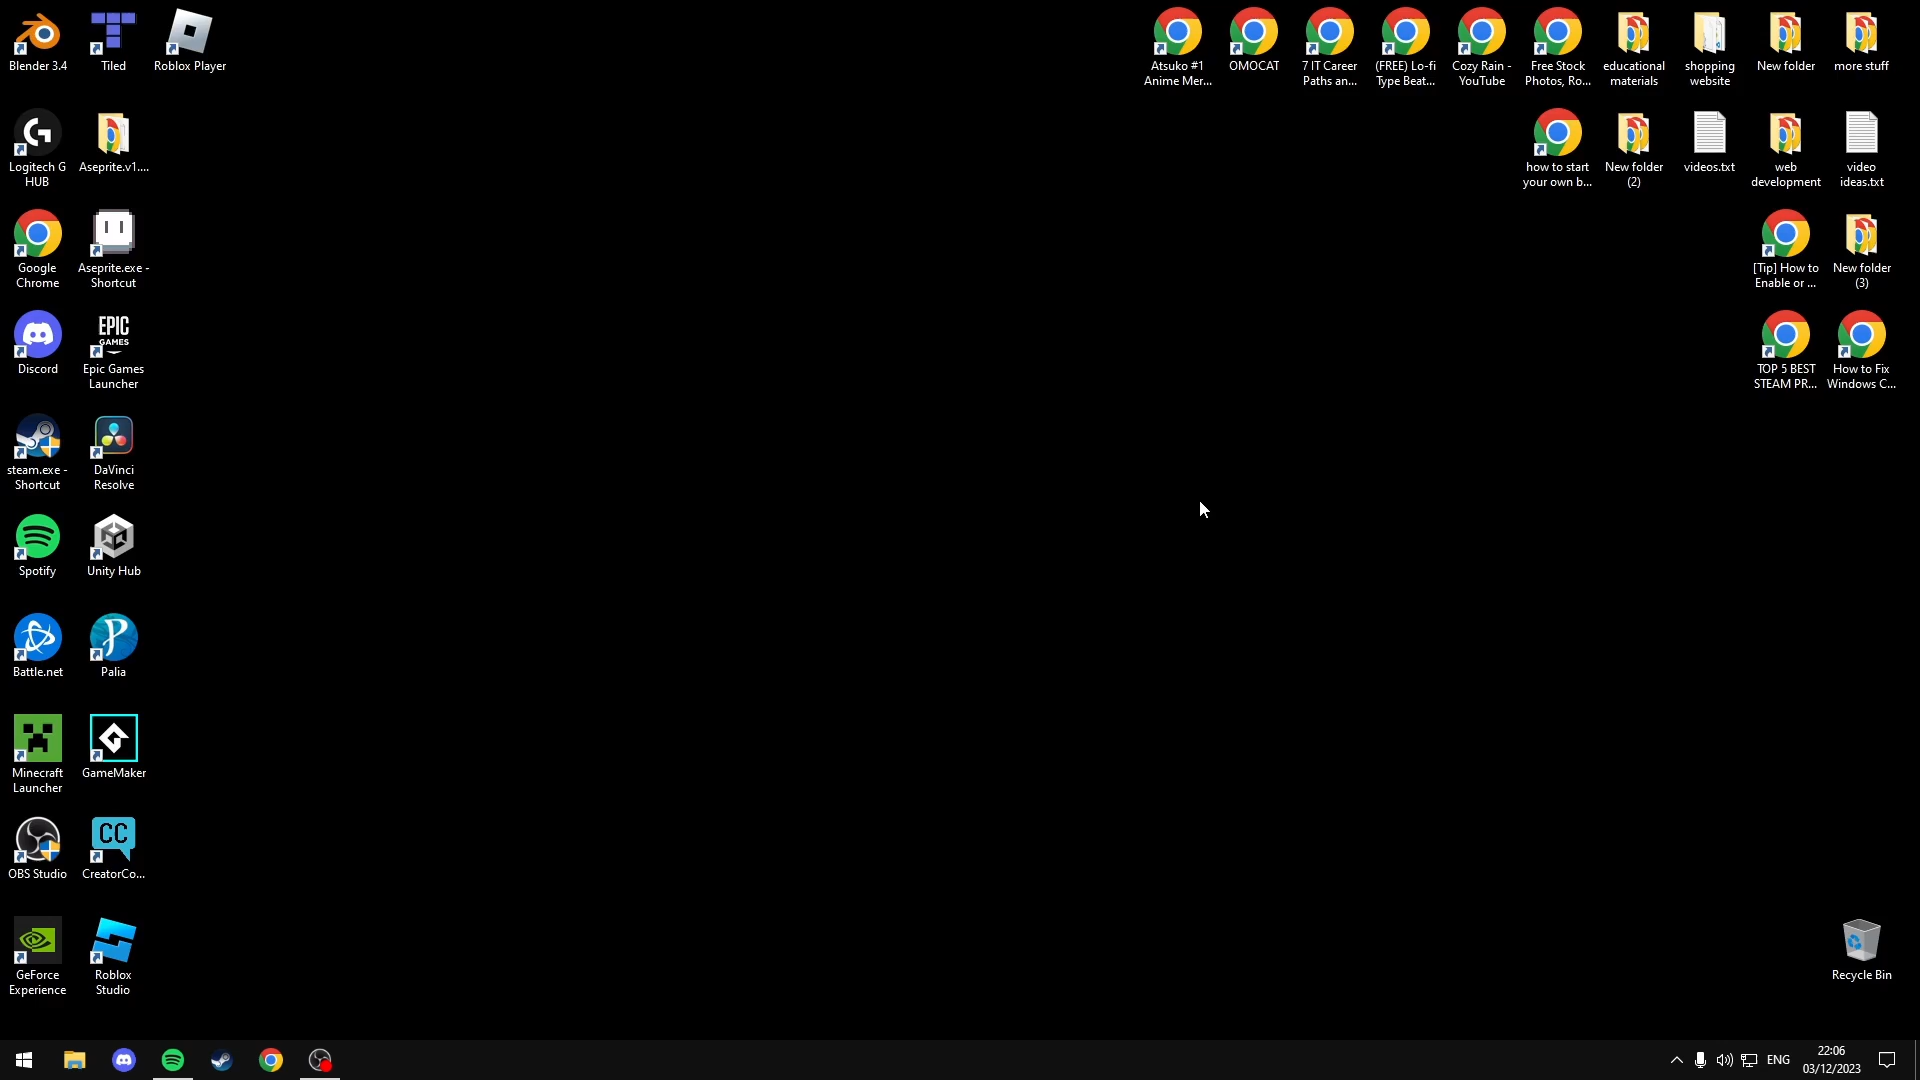 Blender 3.4
Tiled
Roblox Player
Atsuko #1
Anime Mer...
OMOCAT
7 IT Career
Paths an...
(FREE) Lo-fi
Type Beat...
Cozy Rain -
YouTube
Free Stock
Photos, Ro...
educational
materials
shopping
website
New folder
more stuff
Logitech G
HUB
Aseprite.v1....
how to start
your own b...
New folder
(2)
videos.txt
web
development
video
ideas.txt
Google
Chrome
Aseprite.exe -
Shortcut
[Tip] How to
Enable or ...
New folder
(3)
Discord
EPIC
GAMES
Epic Games
Launcher
TOP 5 BEST
STEAM PR...
How to Fix
Windows C...
steam.exe -
Shortcut
DaVinci
Resolve
Spotify
Unity Hub
Battle.net
P
Palia
Minecraft
Launcher
GameMaker
OBS Studio
CC
CreatorCo...
GeForce
Experience
Roblox
Studio
Recycle Bin
ENG
22:06
03/12/2023